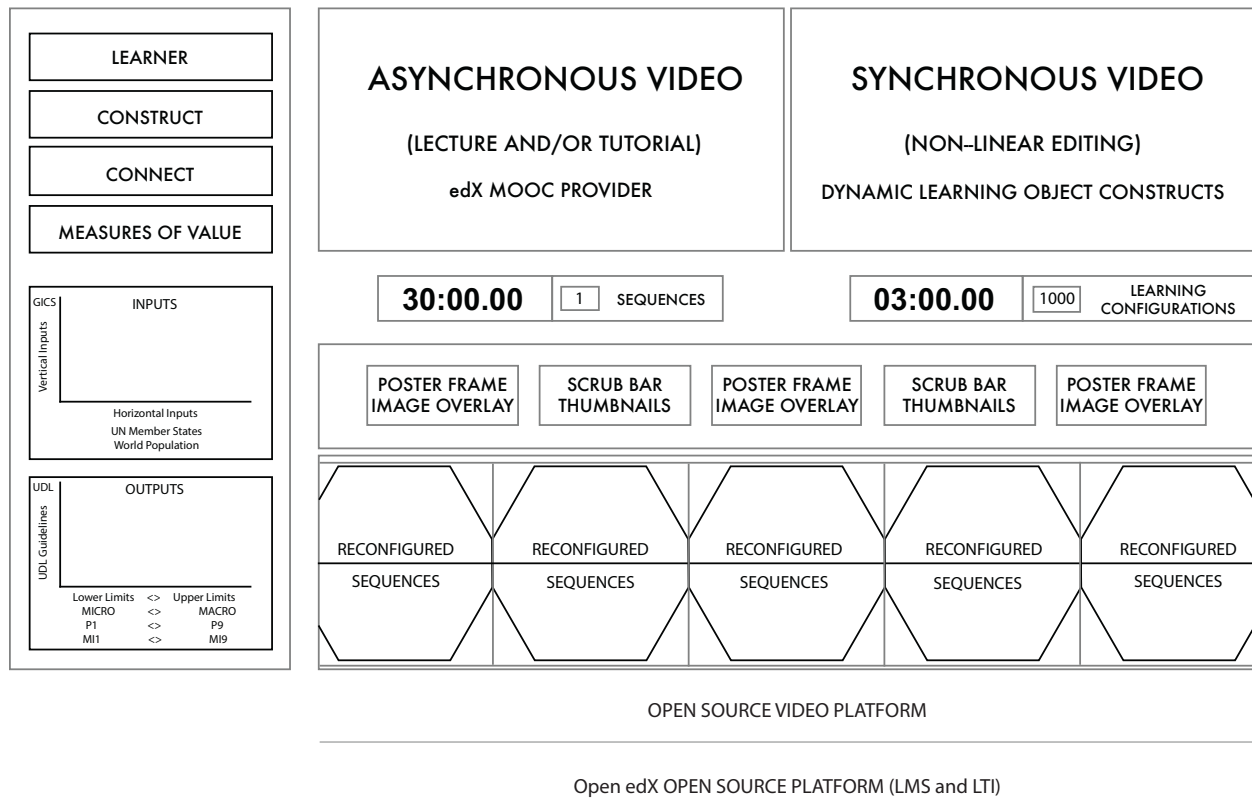 LEARNER
CONSTRUCT
CONNECT
MEASURES OF VALUE
GICS
INPUTS
Vertical Inputs
Horizontal Inputs
UN Member States
World Population
UDL
OUTPUTS
UDL Guidelines
Lower Limits <> Upper Limits
MICRO <> MACRO
P1 <> P9
MI1 <> MI9
ASYNCHRONOUS VIDEO
(LECTURE AND/OR TUTORIAL)
edX MOOC PROVIDER
SYNCHRONOUS VIDEO
(NON–LINEAR EDITING)
DYNAMIC LEARNING OBJECT CONSTRUCTS
30:00.00
1
SEQUENCES
03:00.00
1000
LEARNING
CONFIGURATIONS
POSTER FRAME
IMAGE OVERLAY
SCRUB BAR
THUMBNAILS
POSTER FRAME
IMAGE OVERLAY
SCRUB BAR
THUMBNAILS
POSTER FRAME
IMAGE OVERLAY
RECONFIGURED
SEQUENCES
RECONFIGURED
SEQUENCES
RECONFIGURED
SEQUENCES
RECONFIGURED
SEQUENCES
RECONFIGURED
SEQUENCES
OPEN SOURCE VIDEO PLATFORM
Open edX OPEN SOURCE PLATFORM (LMS and LTI)